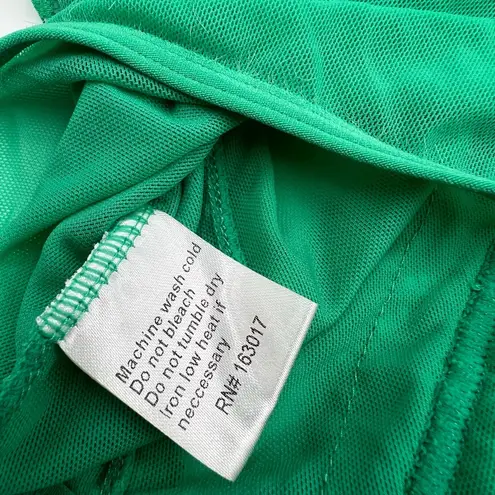 Machine wash cold
Do not bleach
Do not tumble dry
Iron low heat if
neccessary
RN# 163017